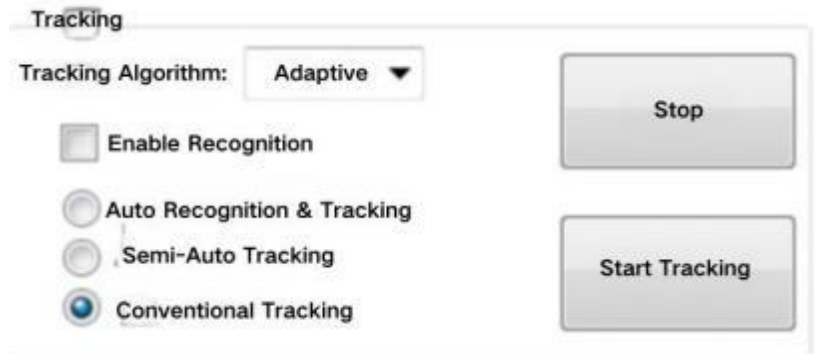 Tracking
Tracking Algorithm: Adaptive
Stop
Enable Recognition
Auto Recognition & Tracking
Semi-Auto Tracking
Start Tracking
Conventional Tracking